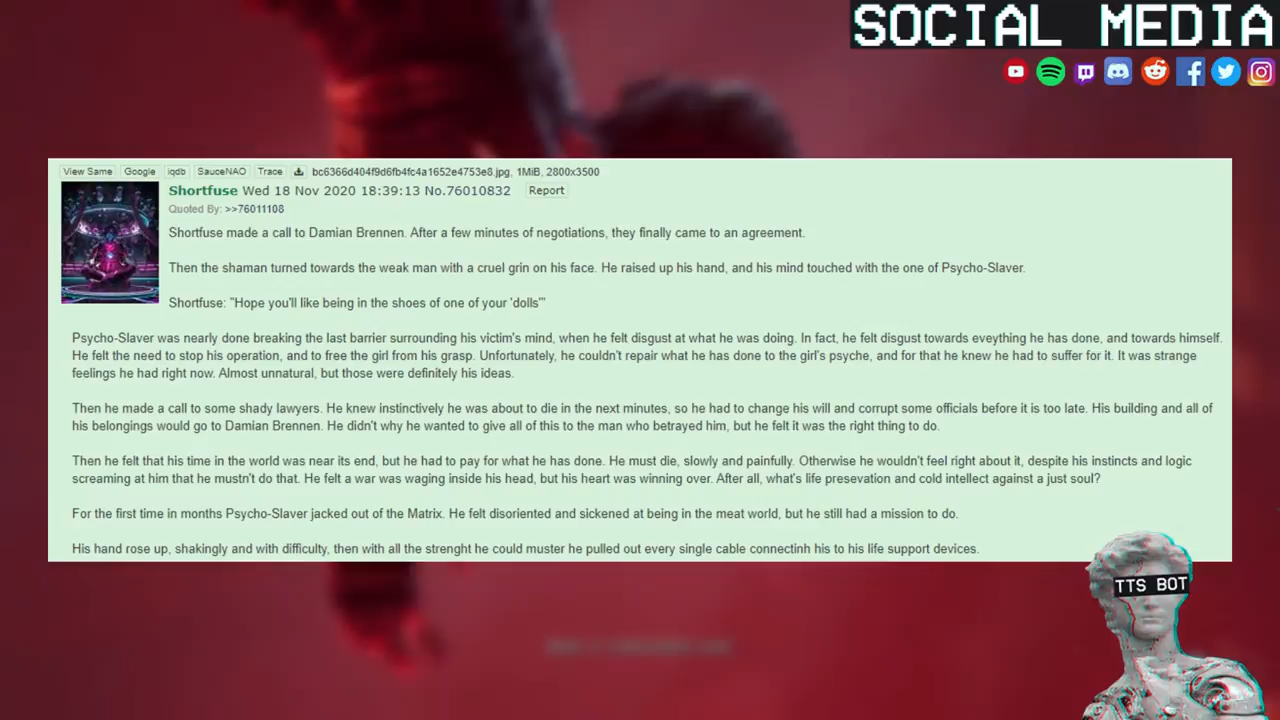 SOCIAL MEDIA
View Same Google iqdb SauceNAO Trace bc6366d404f9d6fb4fc4a1652e4753e8.jpg, 1MiB, 2800x3500
Shortfuse Wed 18 Nov 2020 18:39:13 No.76010832 Report
Quoted By: >>76011108
Shortfuse made a call to Damian Brennen. After a few minutes of negotiations, they finally came to an agreement.
Then the shaman turned towards the weak man with a cruel grin on his face. He raised up his hand, and his mind touched with the one of Psycho-Slaver.
Shortfuse: "Hope you'll like being in the shoes of one of your 'dolls'"
Psycho-Slaver was nearly done breaking the last barrier surrounding his victim's mind, when he felt disgust at what he was doing. In fact, he felt disgust towards eveything he has done, and towards himself.
He felt the need to stop his operation, and to free the girl from his grasp. Unfortunately, he couldn't repair what he has done to the girl's psyche, and for that he knew he had to suffer for it. It was strange
feelings he had right now. Almost unnatural, but those were definitely his ideas.
Then he made a call to some shady lawyers. He knew instinctively he was about to die in the next minutes, so he had to change his will and corrupt some officials before it is too late. His building and all of
his belongings would go to Damian Brennen. He didn't why he wanted to give all of this to the man who betrayed him, but he felt it was the right thing to do.
Then he felt that his time in the world was near its end, but he had to pay for what he has done. He must die, slowly and painfully. Otherwise he wouldn't feel right about it, despite his instincts and logic
screaming at him that he mustn't do that. He felt a war was waging inside his head, but his heart was winning over. After all, what's life presevation and cold intellect against a just soul?
For the first time in months Psycho-Slaver jacked out of the Matrix. He felt disoriented and sickened at being in the meat world, but he still had a mission to do.
His hand rose up, shakingly and with difficulty, then with all the strenght he could muster he pulled out every single cable connectinh his to his life support devices.
TTS BOT